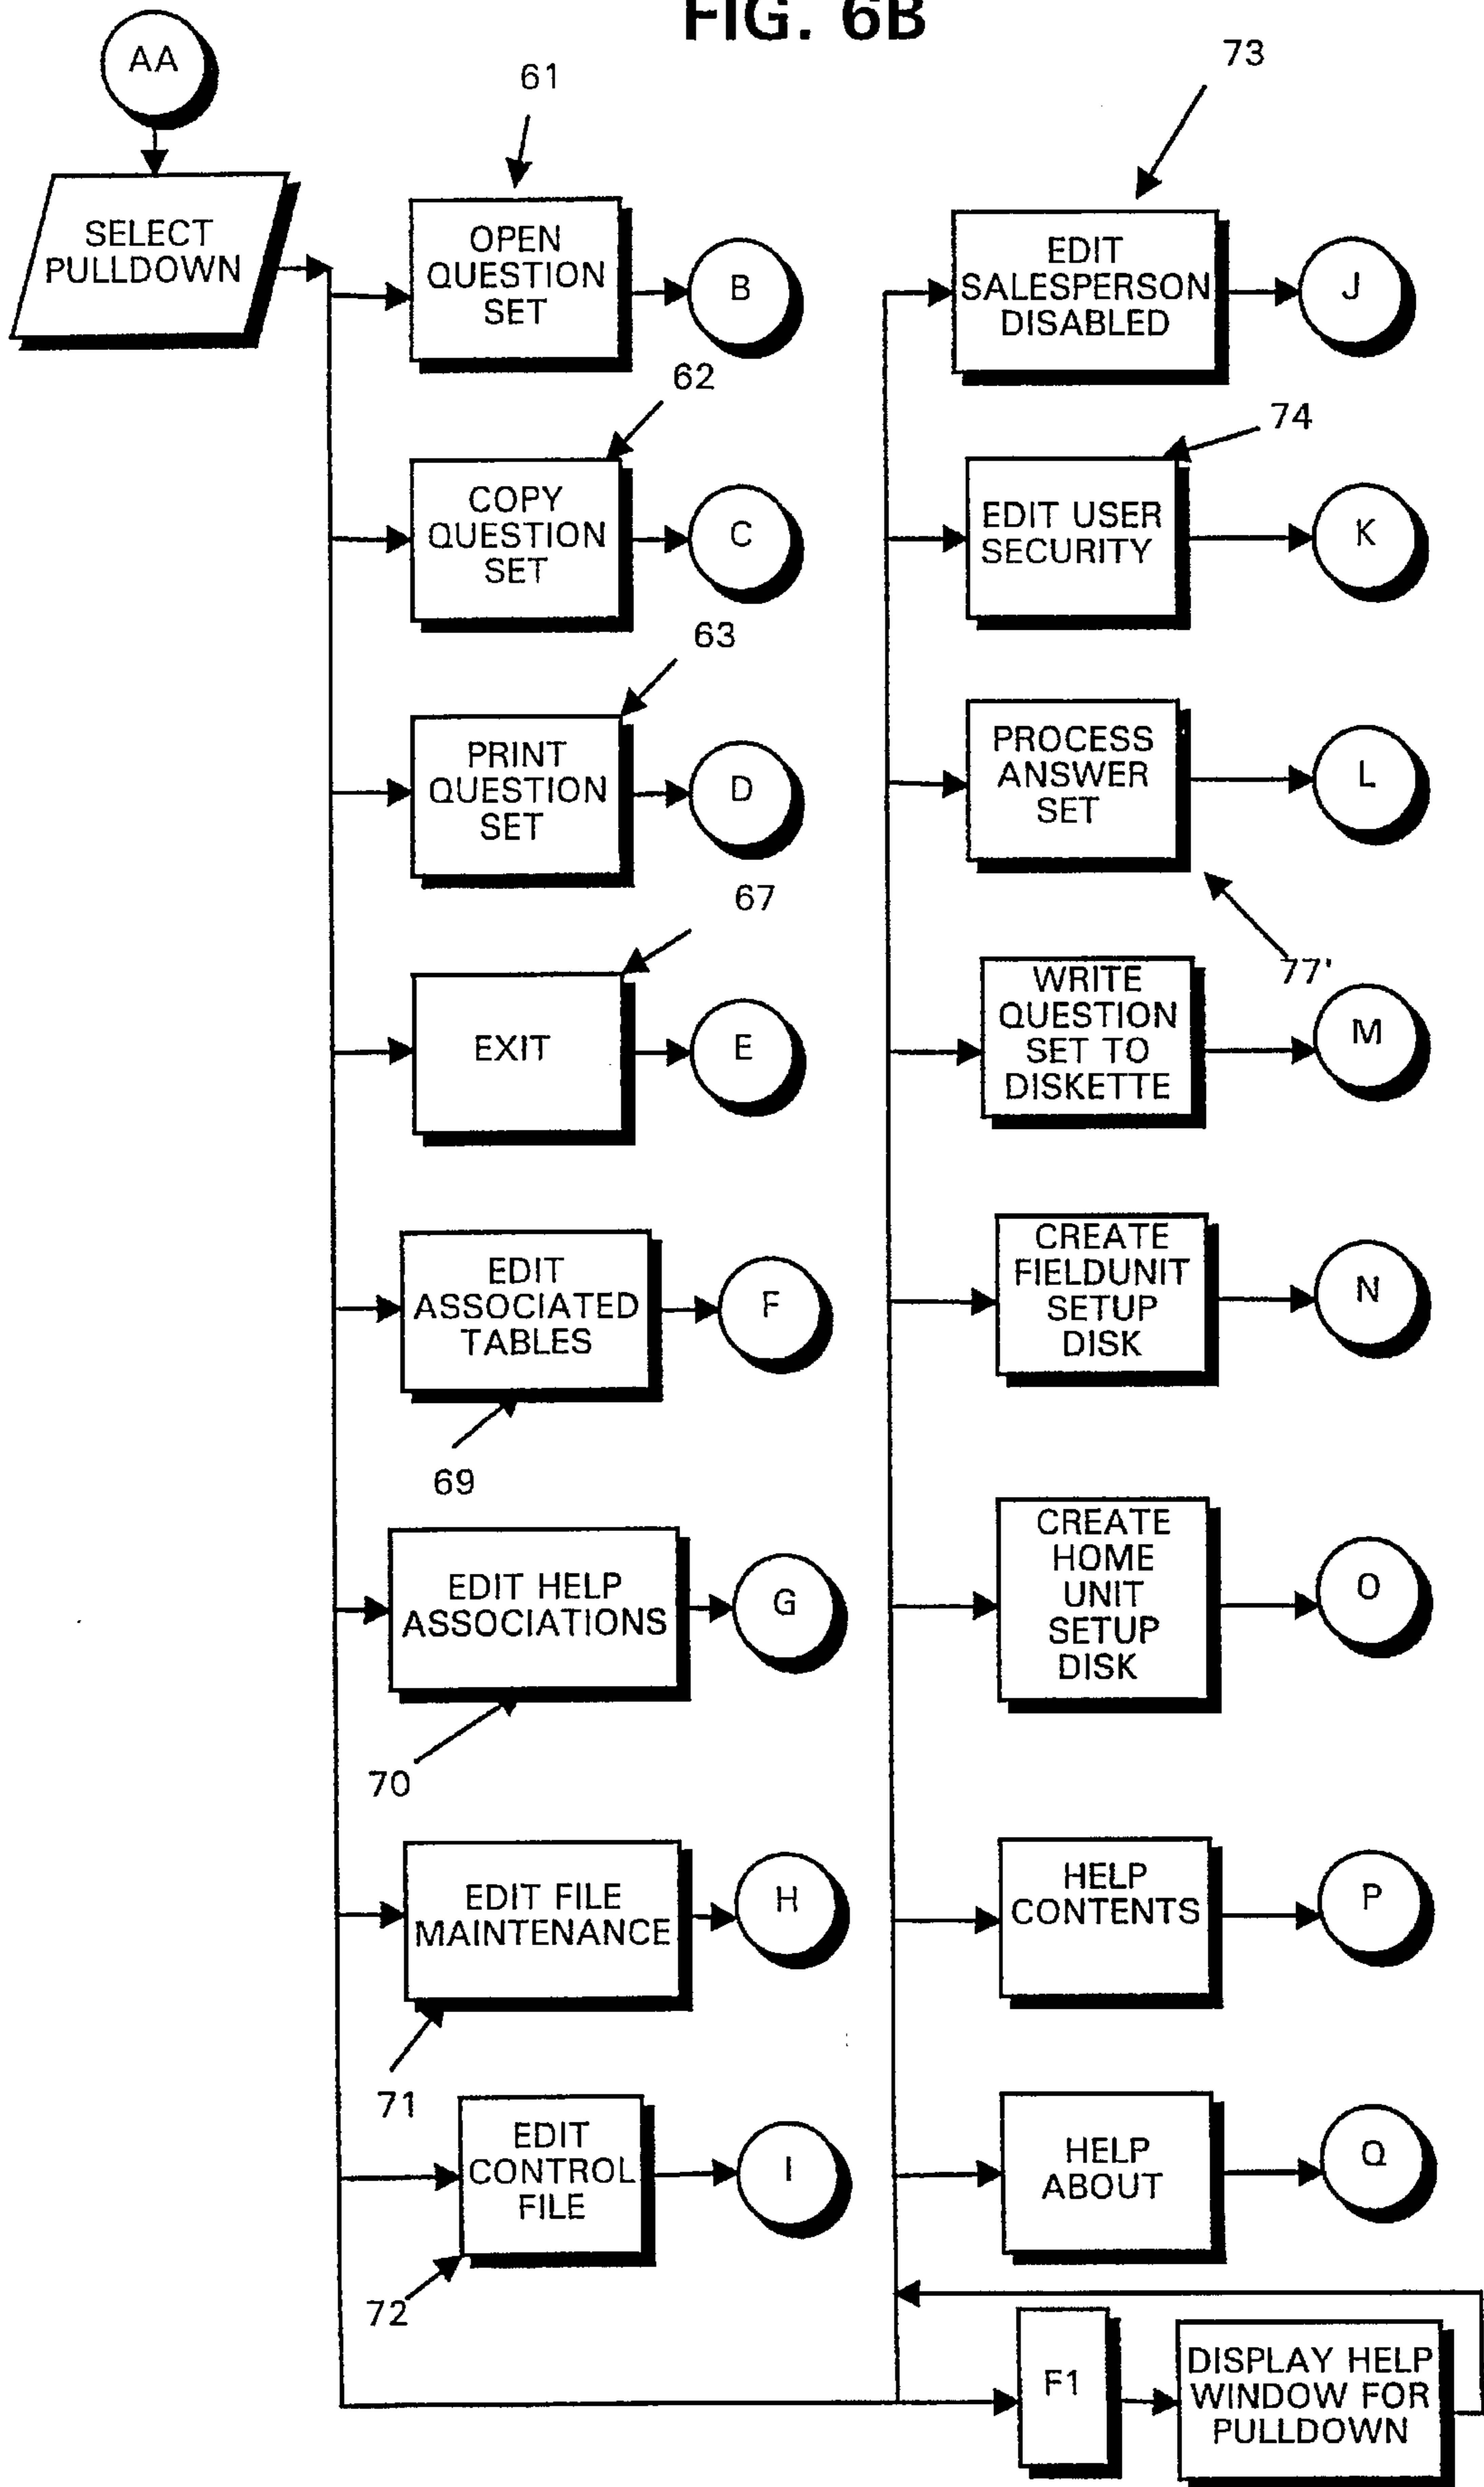 FIG. 6B
AA
SELECT
PULLDOWN
61
OPEN
QUESTION
SET
B
62
COPY
QUESTION
SET
C
63
PRINT
QUESTION
SET
D
67
EXIT
E
EDIT
ASSOCIATED
TABLES
F
69
EDIT HELP
ASSOCIATIONS
G
70
EDIT FILE
MAINTENANCE
H
71
EDIT
CONTROL
FILE
I
72
73
EDIT
SALESPERSON
DISABLED
J
74
EDIT USER
SECURITY
K
PROCESS
ANSWER
SET
L
77'
WRITE
QUESTION
SET TO
DISKETTE
M
CREATE
FIELDUNIT
SETUP
DISK
N
CREATE
HOME
UNIT
SETUP
DISK
O
HELP
CONTENTS
P
HELP
ABOUT
Q
F1
DISPLAY HELP
WINDOW FOR
PULLDOWN